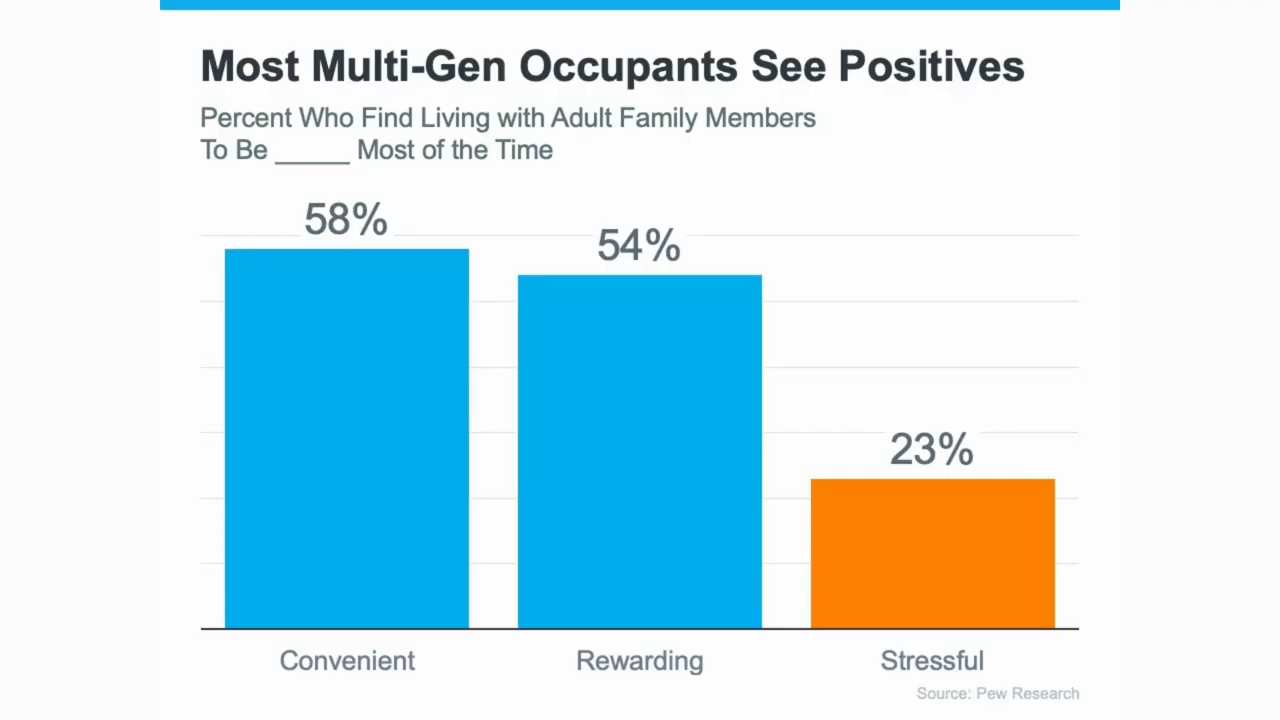 Most Multi-Gen Occupants See Positives
Percent Who Find Living with Adult Family Members
To Be _____ Most of the Time
58%
54%
23%
Convenient
Rewarding
Stressful
Source: Pew Research